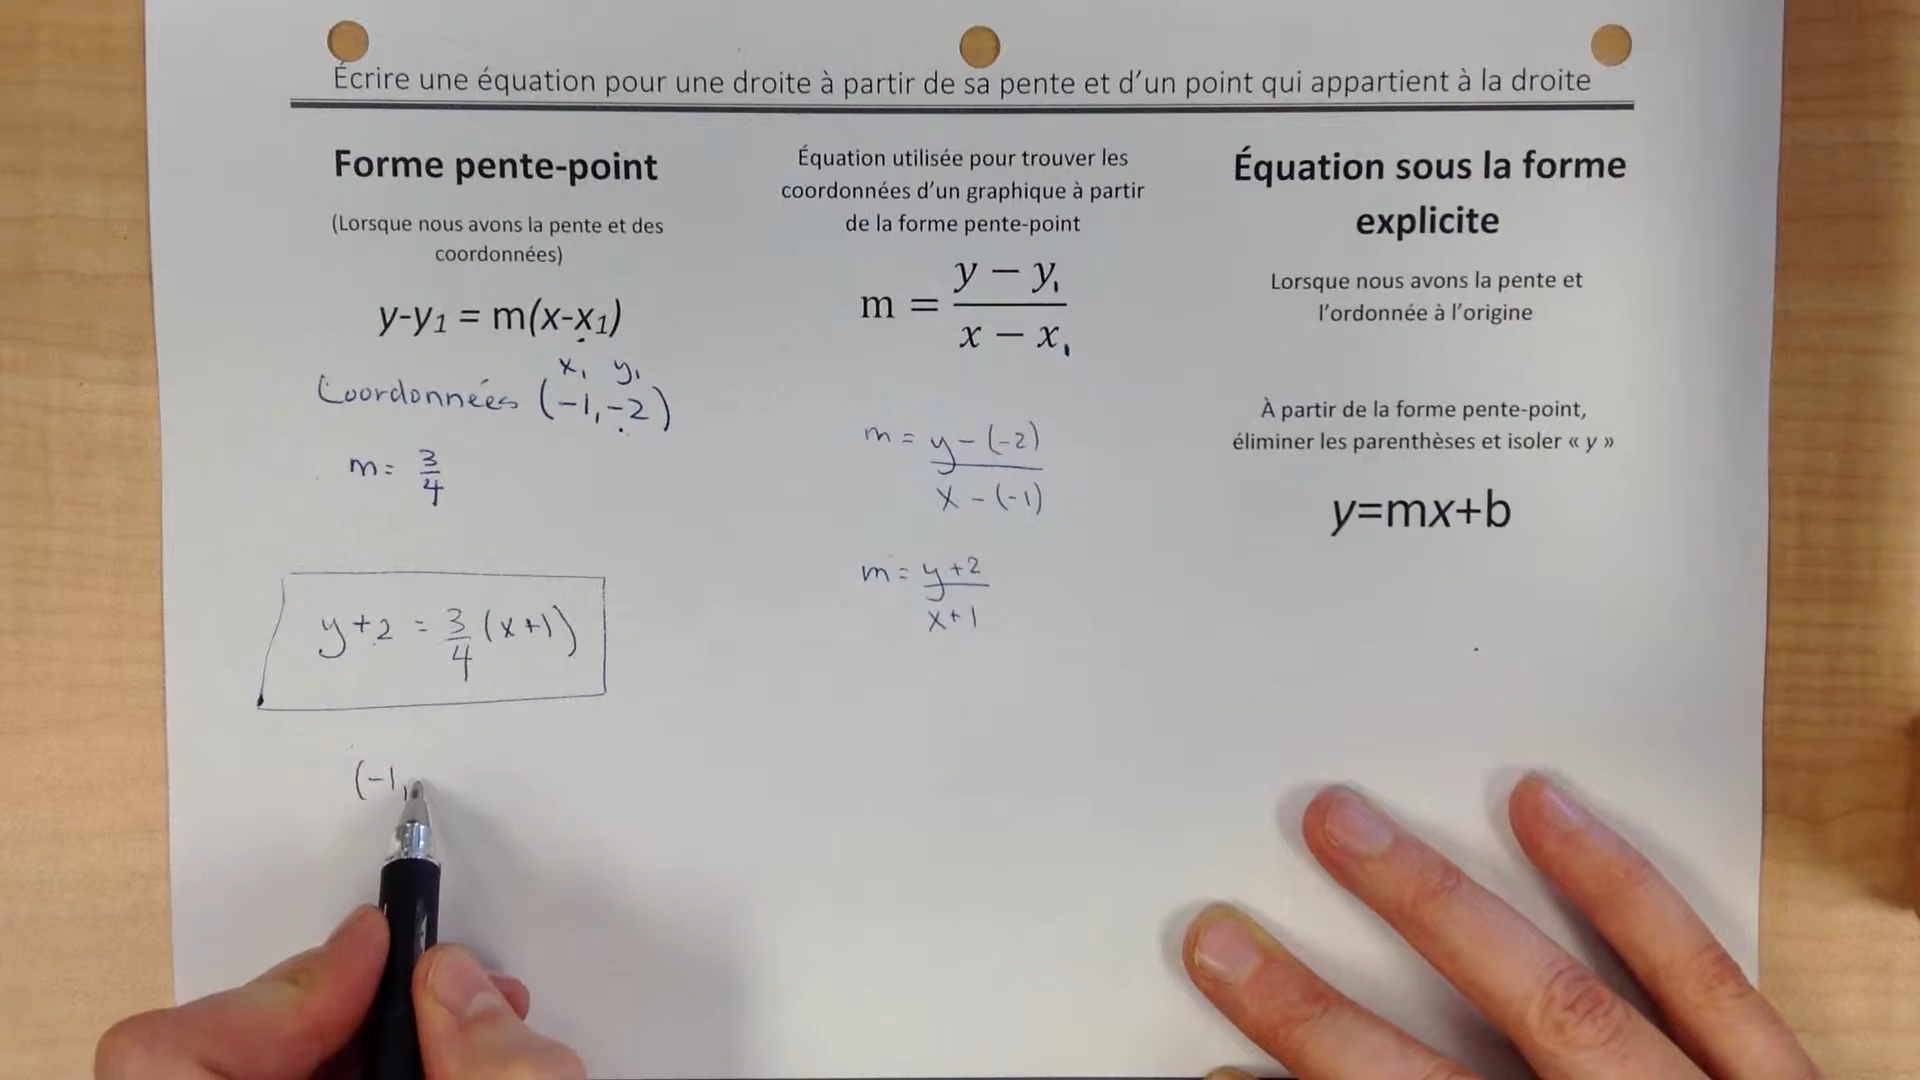 Écrire une équation pour une droite à partir de sa pente et d'un point qui appartient à la droite
Forme pente-point
(Lorsque nous avons la pente et des
coordonnées)
y-y₁ = m(x-x₁)
x₁ y₁
Coordonnées (-1,-2)
m = 3/4
y+2 = 3/4 (x+1)
(-1,
Équation utilisée pour trouver les
coordonnées d'un graphique à partir
de la forme pente-point
m = (y − y₁)/(x − x₁)
m = (y-(-2))/(x-(-1))
m = (y+2)/(x+1)
Équation sous la forme
explicite
Lorsque nous avons la pente et
l'ordonnée à l'origine
À partir de la forme pente-point,
éliminer les parenthèses et isoler « y »
y=mx+b